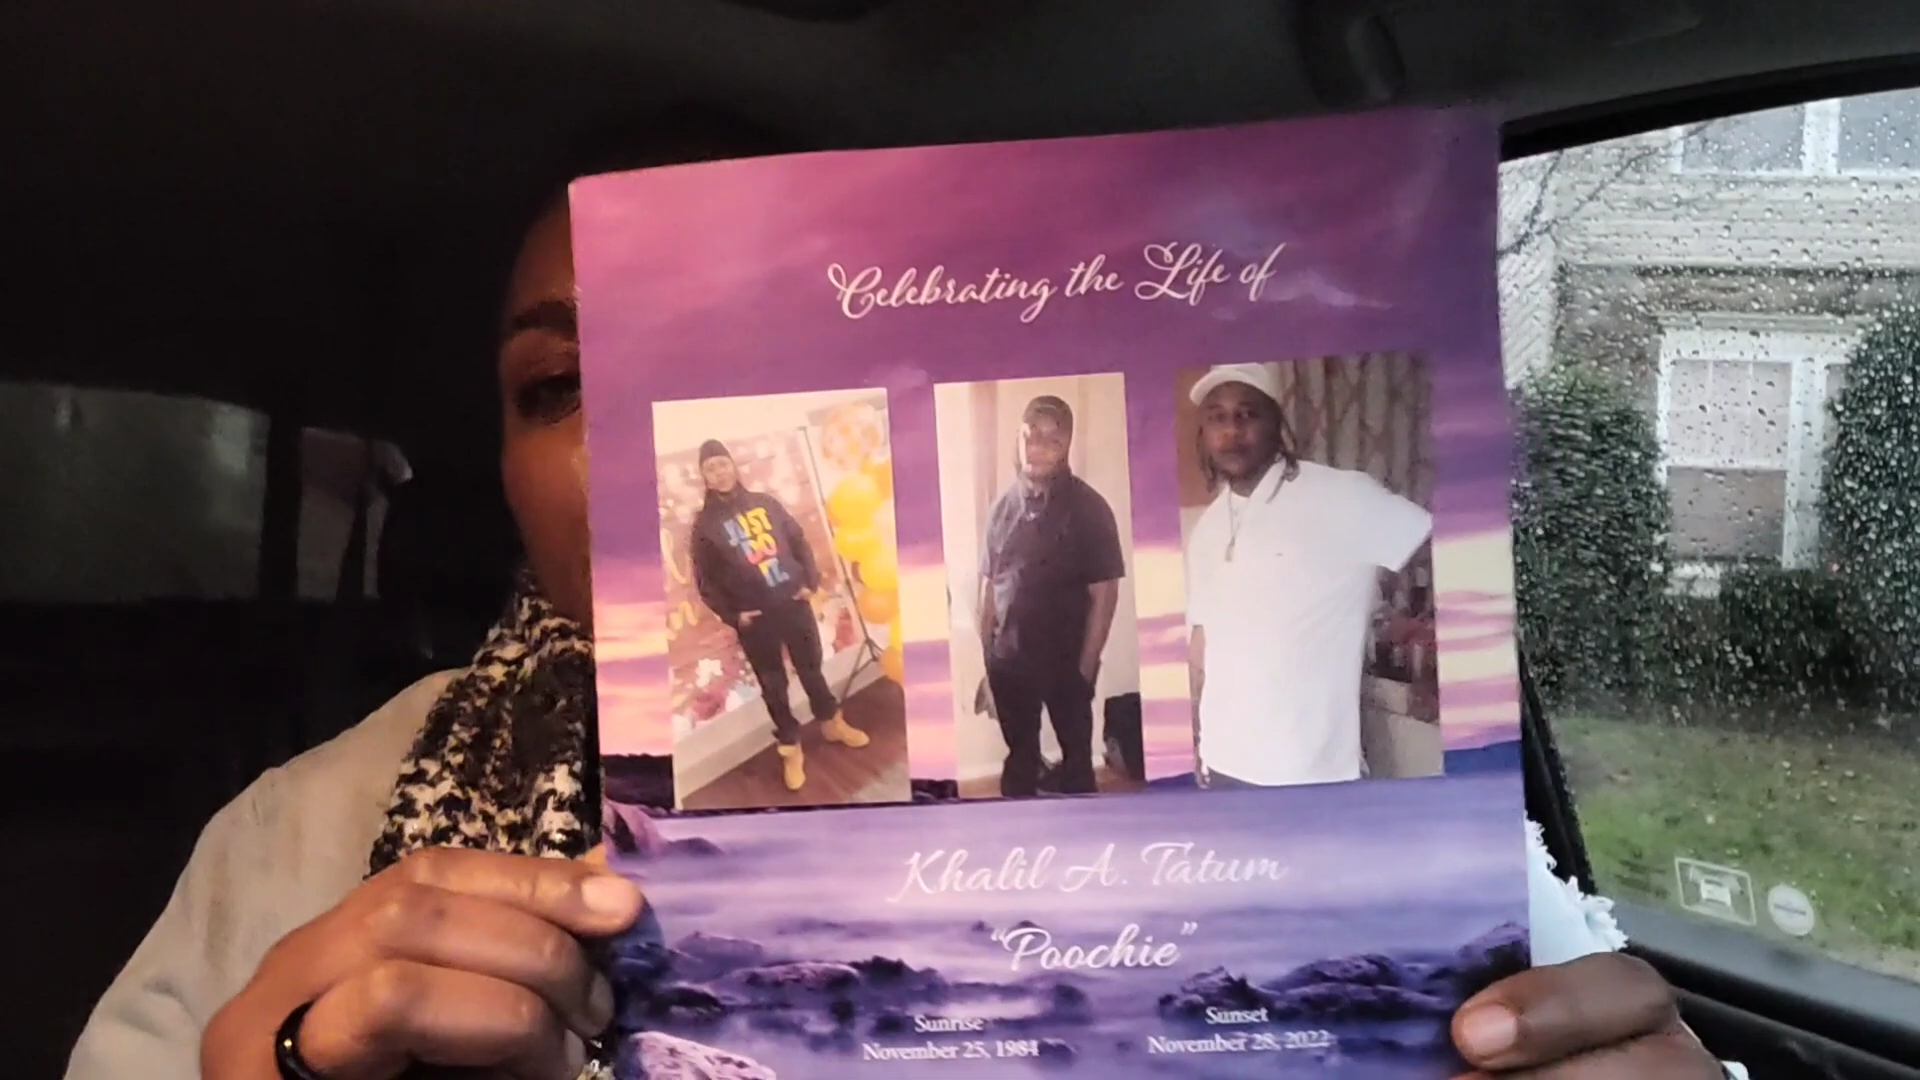 Celebrating the Life of
JUST
DO
IT.
Khalil A. Tatum
"Poochie"
Sunrise
November 25, 1984
Sunset
November 28, 2022